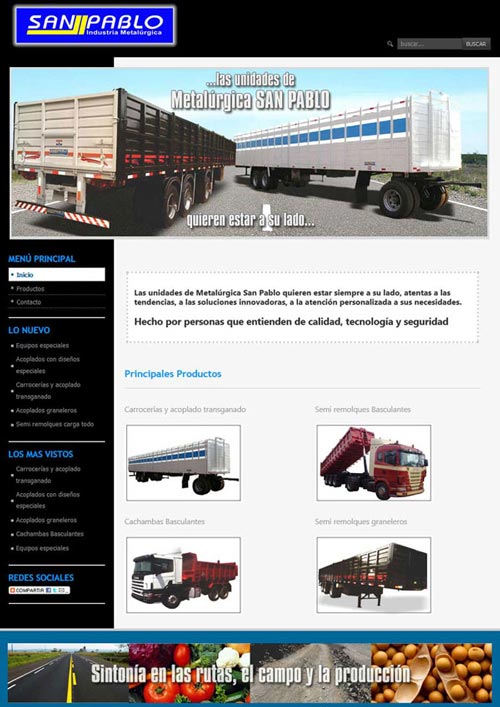 SAN PABLO
Industria Metalúrgica
buscar...
BUSCAR
...las unidades de
Metalúrgica SAN PABLO
quieren estar a su lado...
MENÚ PRINCIPAL
Inicio
Productos
Contacto
LO NUEVO
Equipos especiales
Acoplados con diseños
especiales
Carrocerías y acoplado
transganado
Acoplados graneleros
Semi remolques carga todo
LOS MAS VISTOS
Carrocerías y acoplado
transganado
Acoplados con diseños
especiales
Acoplados graneleros
Cachambas Basculantes
Equipos especiales
REDES SOCIALES
COMPARTIR
Las unidades de Metalúrgica San Pablo quieren estar siempre a su lado, atentas a las
tendencias, a las soluciones innovadoras, a la atención personalizada a sus necesidades.
Hecho por personas que entienden de calidad, tecnología y seguridad
Principales Productos
Carrocerías y acoplado transganado
Semi remolques Basculantes
Cachambas Basculantes
Semi remolques graneleros
Sintonía en las rutas, el campo y la producción